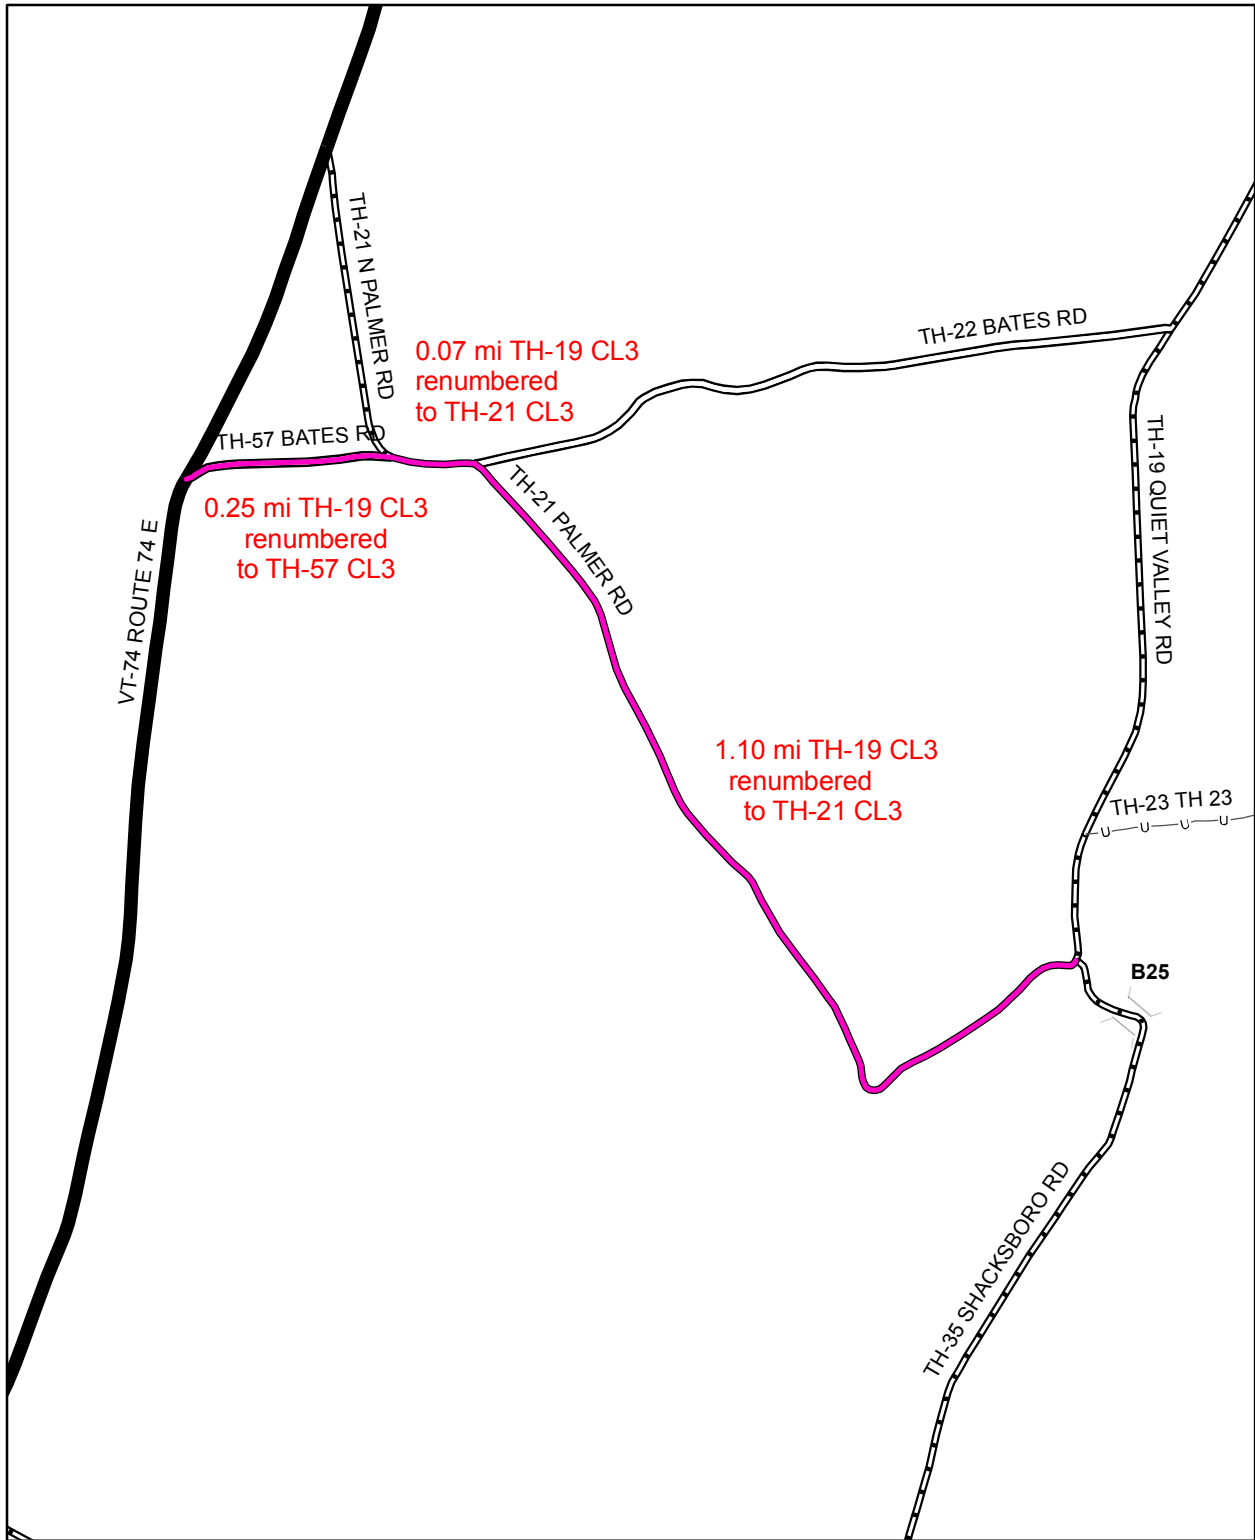 TH-21 N PALMER RD
TH-22 BATES RD
0.07 mi TH-19 CL3
renumbered
to TH-21 CL3
TH-57 BATES RD
TH-21 PALMER RD
TH-19 QUIET VALLEY RD
0.25 mi TH-19 CL3
renumbered
to TH-57 CL3
VT-74 ROUTE 74 E
1.10 mi TH-19 CL3
renumbered
to TH-21 CL3
TH-23 TH 23
B25
TH-35 SHACKSBORO RD